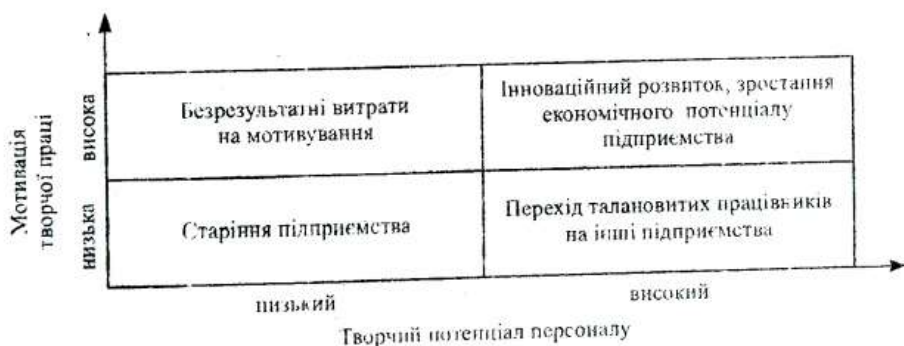 Мотивація
творчої праці
висока
низька
Безрезультатні витрати
на мотивування
Інноваційний розвиток, зростання
економічного потенціалу
підприємства
Старіння підприємства
Перехід талановитих працівників
на інші підприємства
низький
високий
Творчий потенціал персоналу